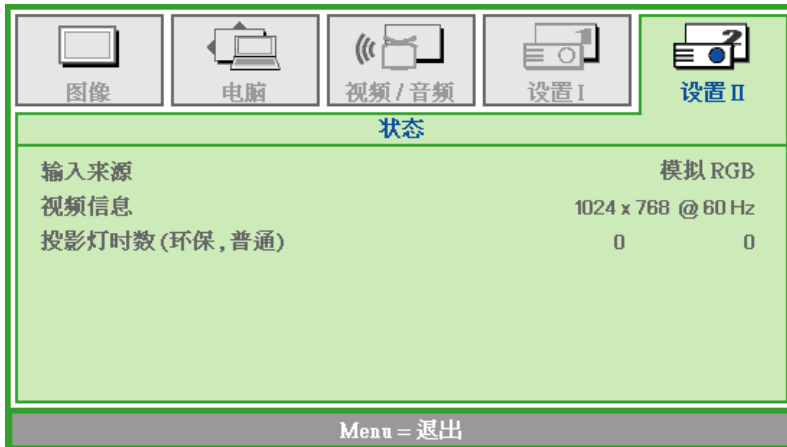 图像
电脑
视频 / 音频
设置 I
设置 II
状态
输入来源 模拟 RGB
视频信息 1024 x 768 @ 60 Hz
投影灯时数 (环保 , 普通) 0 0
Menu = 退出